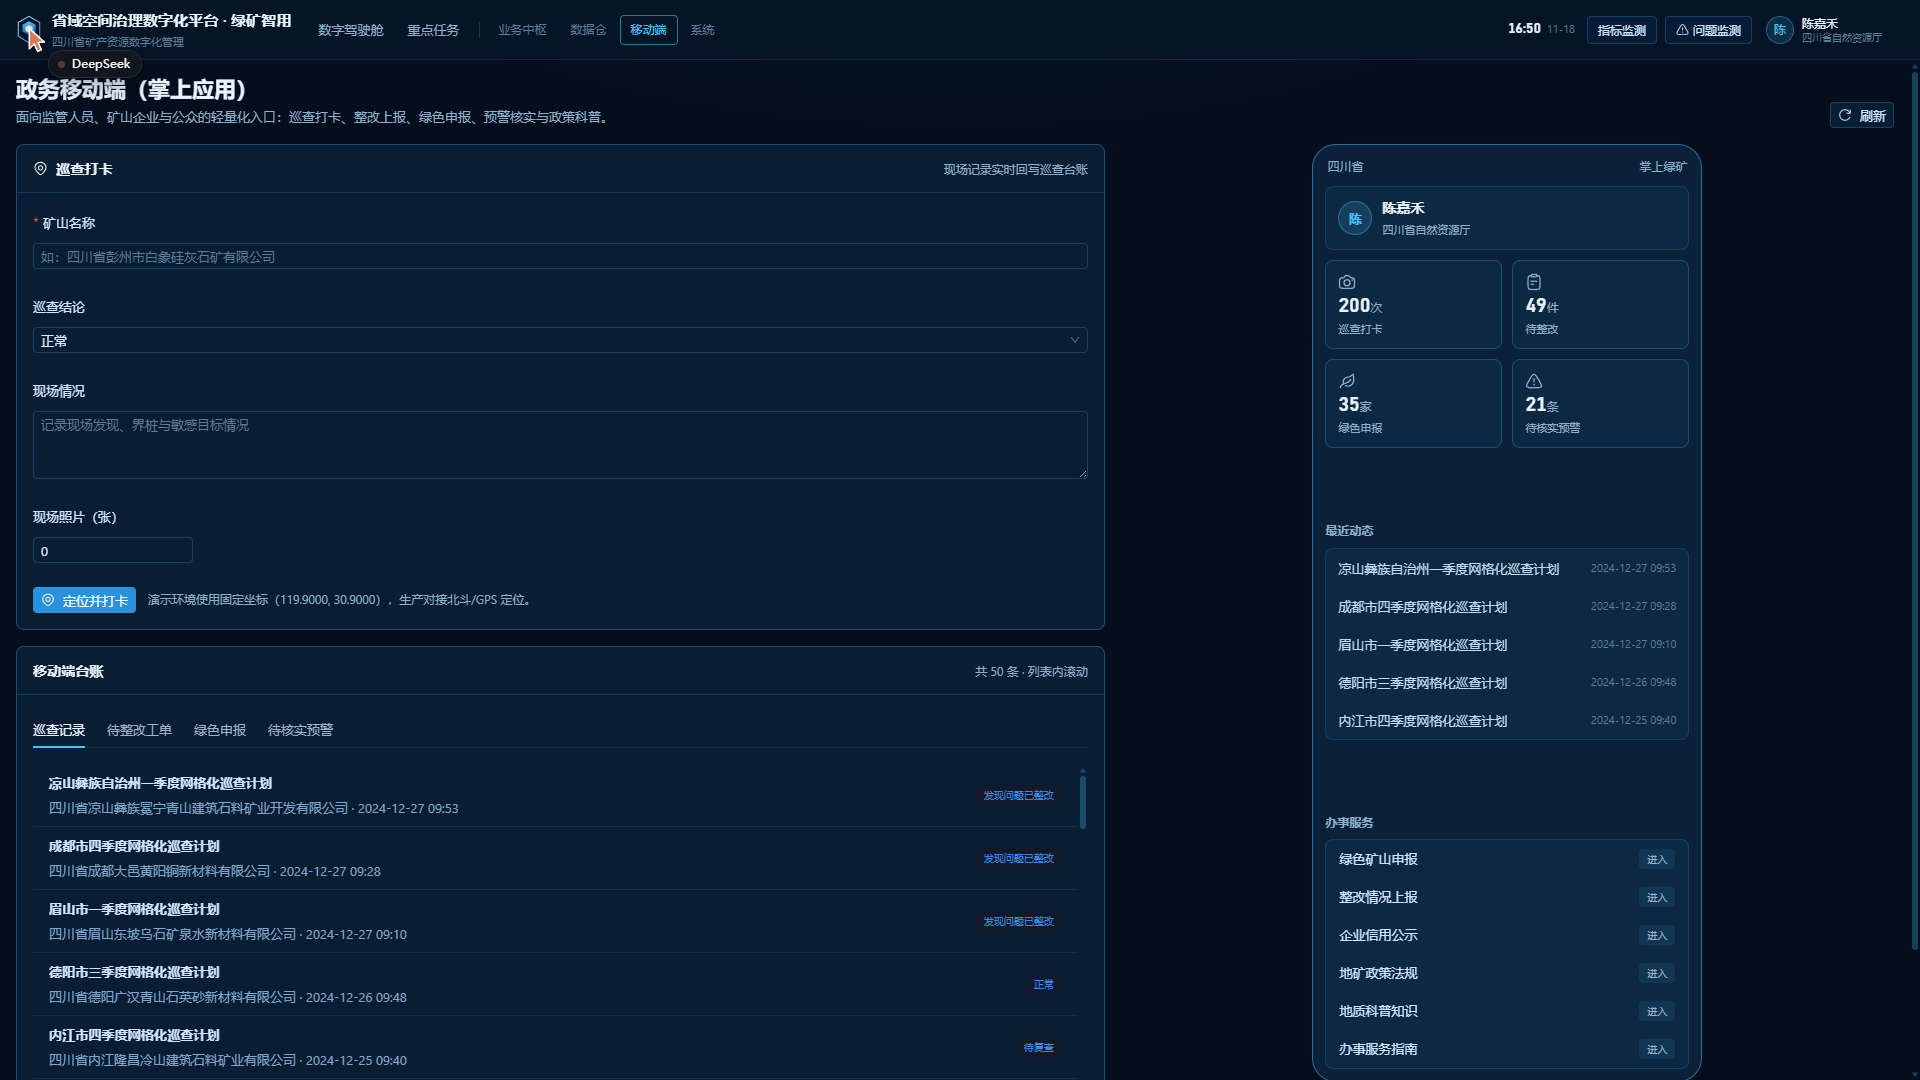 省域空间治理数字化平台 · 绿矿智用
四川省矿产资源数字化管理
数字驾驶舱
重点任务
业务中枢
数据仓
移动端
系统
16:50 11-18
指标监测
问题监测
陈
陈嘉禾
四川省自然资源厅
DeepSeek
政务移动端（掌上应用）
面向监管人员、矿山企业与公众的轻量化入口：巡查打卡、整改上报、绿色申报、预警核实与政策科普。
刷新
巡查打卡
现场记录实时回写巡查台账
* 矿山名称
如：四川省彭州市白象硅灰石矿有限公司
巡查结论
正常
现场情况
记录现场发现、界桩与敏感目标情况
现场照片（张）
0
定位并打卡
演示环境使用固定坐标（119.9000, 30.9000），生产对接北斗/GPS 定位。
移动端台账
共 50 条 · 列表内滚动
巡查记录
待整改工单
绿色申报
待核实预警
凉山彝族自治州一季度网格化巡查计划
四川省凉山彝族冕宁青山建筑石料矿业开发有限公司 · 2024-12-27 09:53
发现问题已整改
成都市四季度网格化巡查计划
四川省成都大邑黄阳铜新材料有限公司 · 2024-12-27 09:28
发现问题已整改
眉山市一季度网格化巡查计划
四川省眉山东坡乌石矿泉水新材料有限公司 · 2024-12-27 09:10
发现问题已整改
德阳市三季度网格化巡查计划
四川省德阳广汉青山石英砂新材料有限公司 · 2024-12-26 09:48
正常
内江市四季度网格化巡查计划
四川省内江隆昌冷山建筑石料矿业有限公司 · 2024-12-25 09:40
待复查
四川省
掌上绿矿
陈
陈嘉禾
四川省自然资源厅
200次
巡查打卡
49件
待整改
35家
绿色申报
21条
待核实预警
最近动态
凉山彝族自治州一季度网格化巡查计划 2024-12-27 09:53
成都市四季度网格化巡查计划 2024-12-27 09:28
眉山市一季度网格化巡查计划 2024-12-27 09:10
德阳市三季度网格化巡查计划 2024-12-26 09:48
内江市四季度网格化巡查计划 2024-12-25 09:40
办事服务
绿色矿山申报 进入
整改情况上报 进入
企业信用公示 进入
地矿政策法规 进入
地质科普知识 进入
办事服务指南 进入